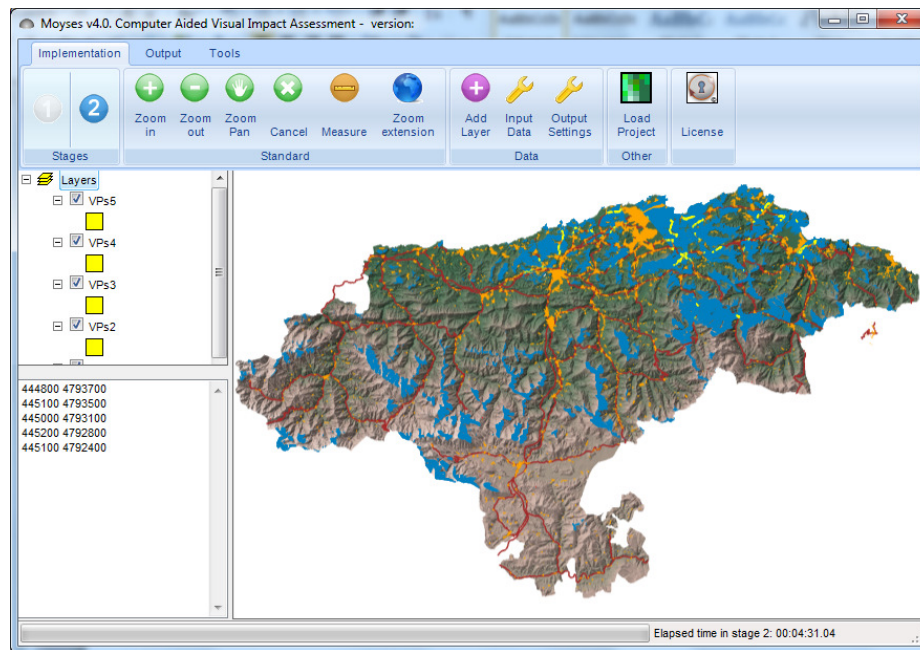 Moyses v4.0. Computer Aided Visual Impact Assessment - version:
Implementation Output Tools
1 2
Zoom in
Zoom out
Zoom Pan
Cancel
Measure
Zoom extension
Add Layer
Input Data
Output Settings
Load Project
License
Stages
Standard
Data
Other
Layers
VPs5
VPs4
VPs3
VPs2
444800 4793700
445100 4793500
445000 4793100
445200 4792800
445100 4792400
Elapsed time in stage 2: 00:04:31.04